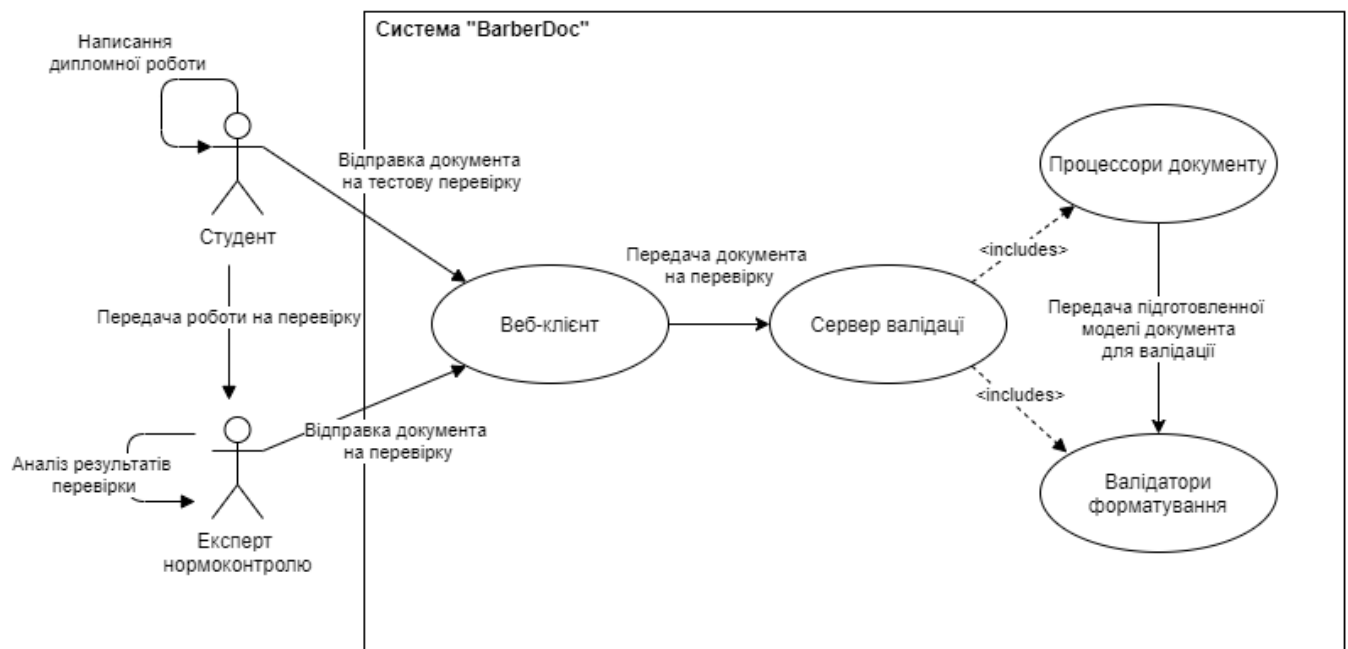 Система "BarberDoc"
Написання
дипломної роботи
Студент
Відправка документа
на тестову перевірку
Передача роботи на перевірку
Аналіз результатів
перевірки
Експерт
нормоконтролю
Відправка документа
на перевірку
Веб-клієнт
Передача документа
на перевірку
Сервер валідаці
<includes>
<includes>
Процессори документу
Передача підготовленної
моделі документа
для валідації
Валідатори
форматування